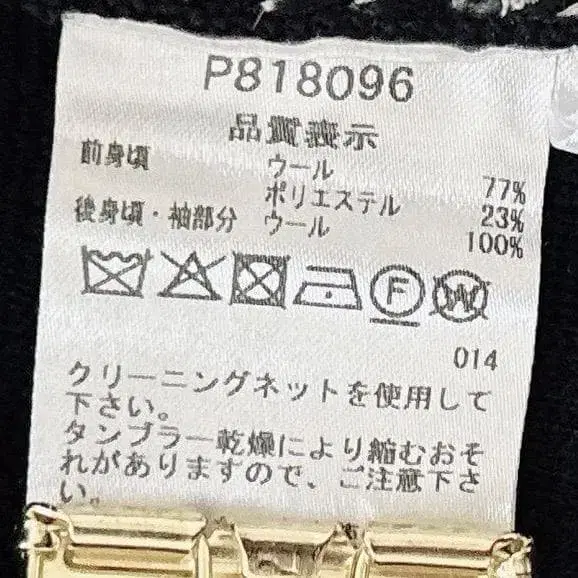 P818096
品質表示
前身頃 ウール 77%
ポリエステル 23%
後身頃・袖部分 ウール 100%
F W
014
クリーニングネットを使用して
下さい。
タンブラー乾燥により縮むおそ
れがありますので、ご注意下さ
い。